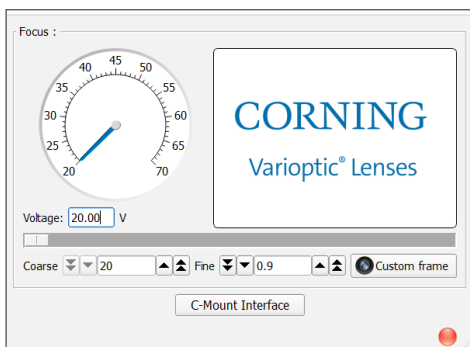 Focus :
45
40
50
35
55
30
60
25
65
20
70
CORNING
Varioptic® Lenses
Voltage: 20.00 V
Coarse 20 Fine 0.9 Custom frame
C-Mount Interface